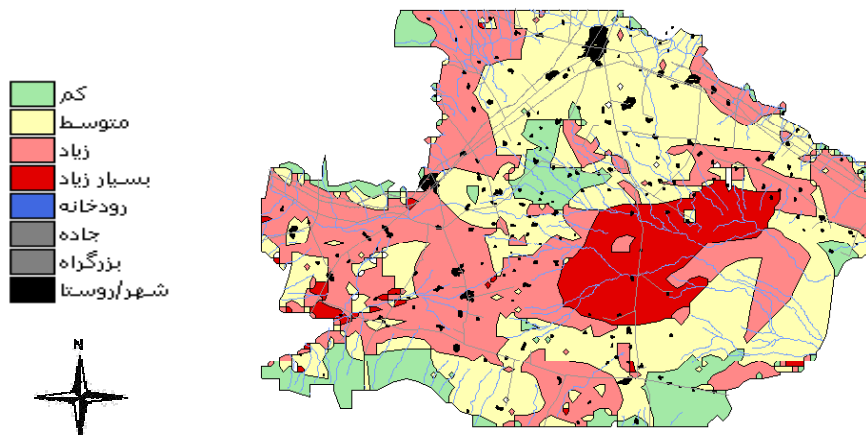 کم
متوسط
زیاد
بسیار زیاد
رودخانه
جاده
بزرگراه
شهر/روستا
N